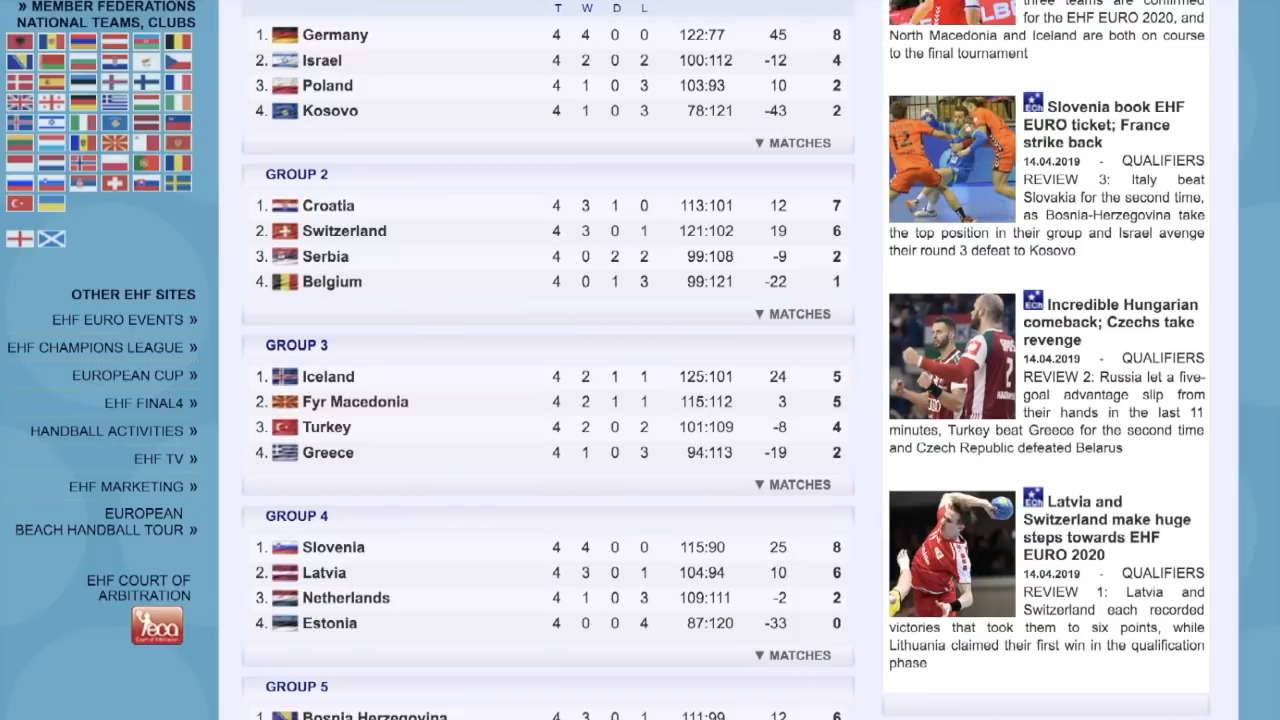 » MEMBER FEDERATIONS
NATIONAL TEAMS, CLUBS
OTHER EHF SITES
EHF EURO EVENTS »
EHF CHAMPIONS LEAGUE »
EUROPEAN CUP »
EHF FINAL4 »
HANDBALL ACTIVITIES »
EHF TV »
EHF MARKETING »
EUROPEAN
BEACH HANDBALL TOUR »
EHF COURT OF
ARBITRATION
eca
T W D L
1. Germany 4 4 0 0 122:77 45 8
2. Israel 4 2 0 2 100:112 -12 4
3. Poland 4 1 0 3 103:93 10 2
4. Kosovo 4 1 0 3 78:121 -43 2
▼ MATCHES
GROUP 2
1. Croatia 4 3 1 0 113:101 12 7
2. Switzerland 4 3 0 1 121:102 19 6
3. Serbia 4 0 2 2 99:108 -9 2
4. Belgium 4 0 1 3 99:121 -22 1
▼ MATCHES
GROUP 3
1. Iceland 4 2 1 1 125:101 24 5
2. Fyr Macedonia 4 2 1 1 115:112 3 5
3. Turkey 4 2 0 2 101:109 -8 4
4. Greece 4 1 0 3 94:113 -19 2
▼ MATCHES
GROUP 4
1. Slovenia 4 4 0 0 115:90 25 8
2. Latvia 4 3 0 1 104:94 10 6
3. Netherlands 4 1 0 3 109:111 -2 2
4. Estonia 4 0 0 4 87:120 -33 0
▼ MATCHES
GROUP 5
1. Bosnia Herzegovina 4 3 0 1 111:99 12 6
three teams are confirmed
for the EHF EURO 2020, and
North Macedonia and Iceland are both on course
to the final tournament
Slovenia book EHF
EURO ticket; France
strike back
14.04.2019 - QUALIFIERS
REVIEW 3: Italy beat
Slovakia for the second time,
as Bosnia-Herzegovina take
the top position in their group and Israel avenge
their round 3 defeat to Kosovo
Incredible Hungarian
comeback; Czechs take
revenge
14.04.2019 - QUALIFIERS
REVIEW 2: Russia let a five-
goal advantage slip from
their hands in the last 11
minutes, Turkey beat Greece for the second time
and Czech Republic defeated Belarus
Latvia and
Switzerland make huge
steps towards EHF
EURO 2020
14.04.2019 - QUALIFIERS
REVIEW 1: Latvia and
Switzerland each recorded
victories that took them to six points, while
Lithuania claimed their first win in the qualification
phase